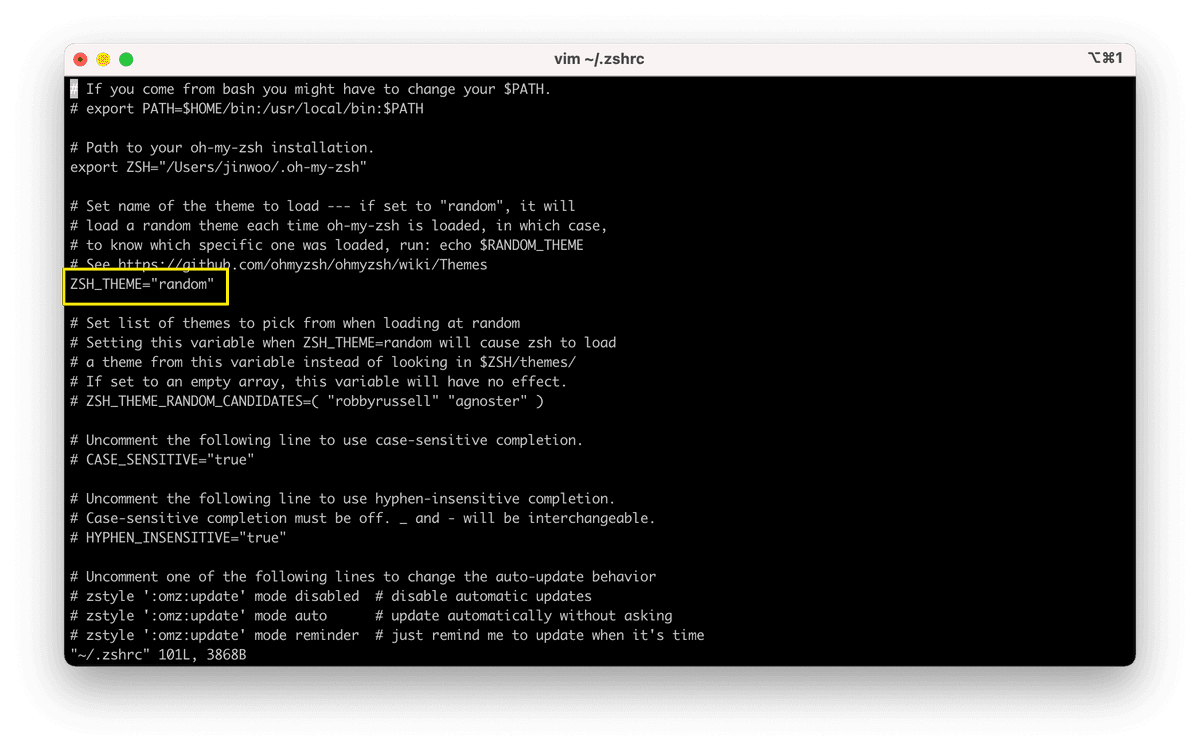 vim ~/.zshrc
⌥⌘1
# If you come from bash you might have to change your $PATH.
# export PATH=$HOME/bin:/usr/local/bin:$PATH
# Path to your oh-my-zsh installation.
export ZSH="/Users/jinwoo/.oh-my-zsh"
# Set name of the theme to load --- if set to "random", it will
# load a random theme each time oh-my-zsh is loaded, in which case,
# to know which specific one was loaded, run: echo $RANDOM_THEME
# See https://github.com/ohmyzsh/ohmyzsh/wiki/Themes
ZSH_THEME="random"
# Set list of themes to pick from when loading at random
# Setting this variable when ZSH_THEME=random will cause zsh to load
# a theme from this variable instead of looking in $ZSH/themes/
# If set to an empty array, this variable will have no effect.
# ZSH_THEME_RANDOM_CANDIDATES=( "robbyrussell" "agnoster" )
# Uncomment the following line to use case-sensitive completion.
# CASE_SENSITIVE="true"
# Uncomment the following line to use hyphen-insensitive completion.
# Case-sensitive completion must be off. _ and - will be interchangeable.
# HYPHEN_INSENSITIVE="true"
# Uncomment one of the following lines to change the auto-update behavior
# zstyle ':omz:update' mode disabled  # disable automatic updates
# zstyle ':omz:update' mode auto      # update automatically without asking
# zstyle ':omz:update' mode reminder  # just remind me to update when it's time
"~/.zshrc" 101L, 3868B